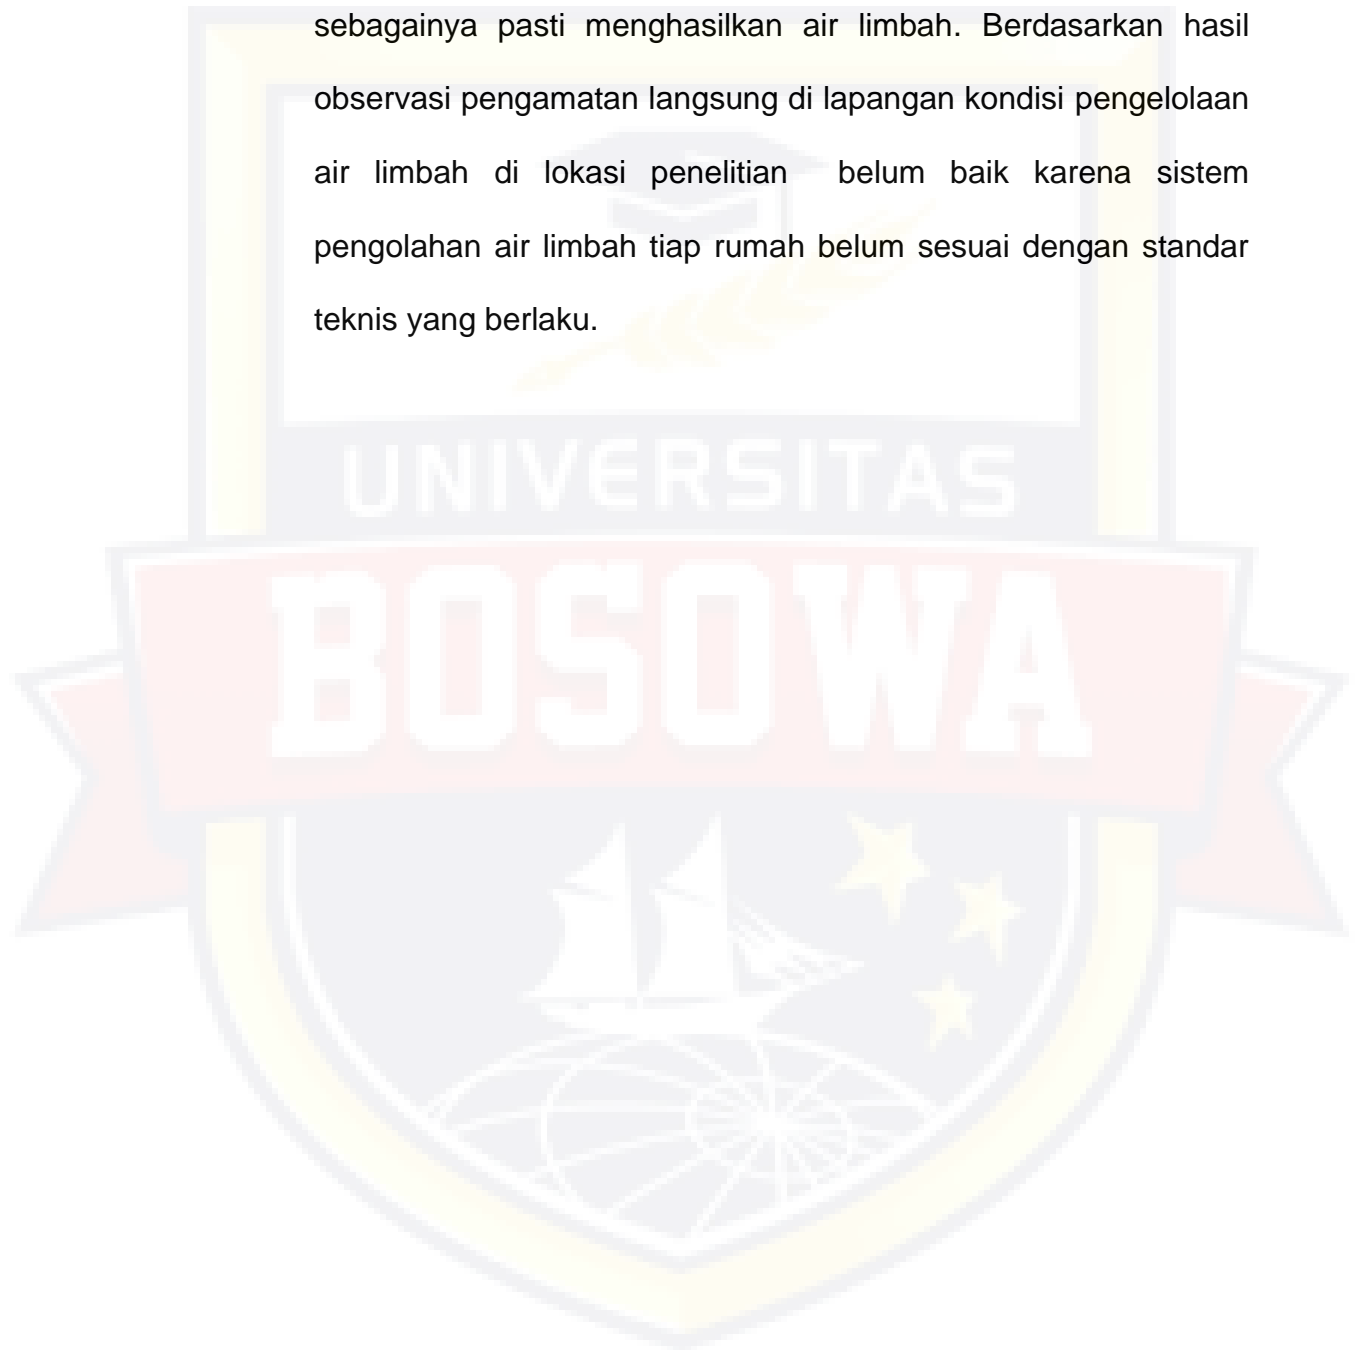 sebagainya pasti menghasilkan air limbah. Berdasarkan hasil
observasi pengamatan langsung di lapangan kondisi pengelolaan
air limbah di lokasi penelitian belum baik karena sistem
pengolahan air limbah tiap rumah belum sesuai dengan standar
teknis yang berlaku.
UNIVERSITAS
BOSOWA